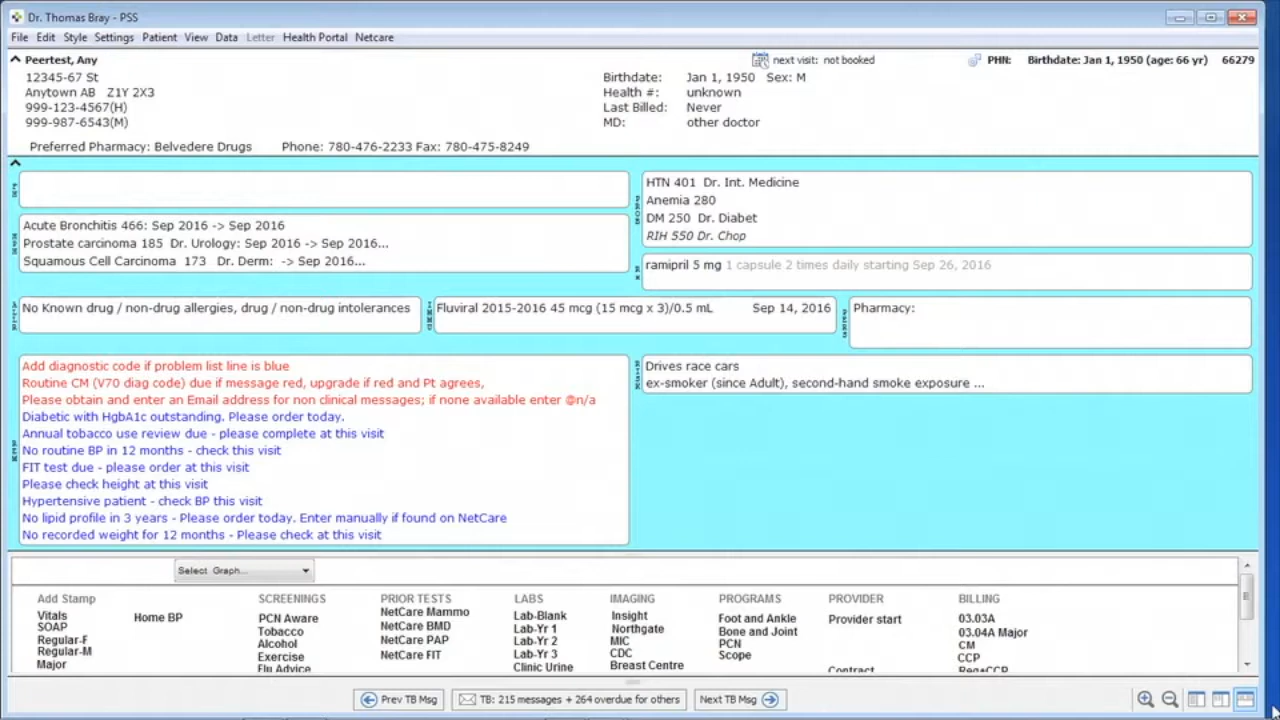 Dr. Thomas Bray - PSS
File Edit Style Settings Patient View Data Letter Health Portal Netcare
Peertest, Any next visit: not booked PHN: Birthdate: Jan 1, 1950 (age: 66 yr) 66279
12345-67 St
Anytown AB Z1Y 2X3
999-123-4567(H)
999-987-6543(M)
Birthdate: Jan 1, 1950 Sex: M
Health #: unknown
Last Billed: Never
MD: other doctor
Preferred Pharmacy: Belvedere Drugs Phone: 780-476-2233 Fax: 780-475-8249
Acute Bronchitis 466: Sep 2016 -> Sep 2016
Prostate carcinoma 185 Dr. Urology: Sep 2016 -> Sep 2016...
Squamous Cell Carcinoma 173 Dr. Derm: -> Sep 2016...
HTN 401 Dr. Int. Medicine
Anemia 280
DM 250 Dr. Diabet
RIH 550 Dr. Chop
ramipril 5 mg 1 capsule 2 times daily starting Sep 26, 2016
No Known drug / non-drug allergies, drug / non-drug intolerances
Fluviral 2015-2016 45 mcg (15 mcg x 3)/0.5 mL Sep 14, 2016
Pharmacy:
Add diagnostic code if problem list line is blue
Routine CM (V70 diag code) due if message red, upgrade if red and Pt agrees,
Please obtain and enter an Email address for non clinical messages; if none available enter @n/a
Diabetic with HgbA1c outstanding. Please order today.
Annual tobacco use review due - please complete at this visit
No routine BP in 12 months - check this visit
FIT test due - please order at this visit
Please check height at this visit
Hypertensive patient - check BP this visit
No lipid profile in 3 years - Please order today. Enter manually if found on NetCare
No recorded weight for 12 months - Please check at this visit
Drives race cars
ex-smoker (since Adult), second-hand smoke exposure ...
Select Graph...
Add Stamp
Vitals
SOAP
Regular-F
Regular-M
Major
Home BP
SCREENINGS
PCN Aware
Tobacco
Alcohol
Exercise
Flu Advice
PRIOR TESTS
NetCare Mammo
NetCare BMD
NetCare PAP
NetCare FIT
LABS
Lab-Blank
Lab-Yr 1
Lab-Yr 2
Lab-Yr 3
Clinic Urine
IMAGING
Insight
Northgate
MIC
CDC
Breast Centre
PROGRAMS
Foot and Ankle
Bone and Joint
PCN
Scope
PROVIDER
Provider start
Contract
BILLING
03.03A
03.04A Major
CM
CCP
Reg+CCP
Prev TB Msg
TB: 215 messages + 264 overdue for others
Next TB Msg